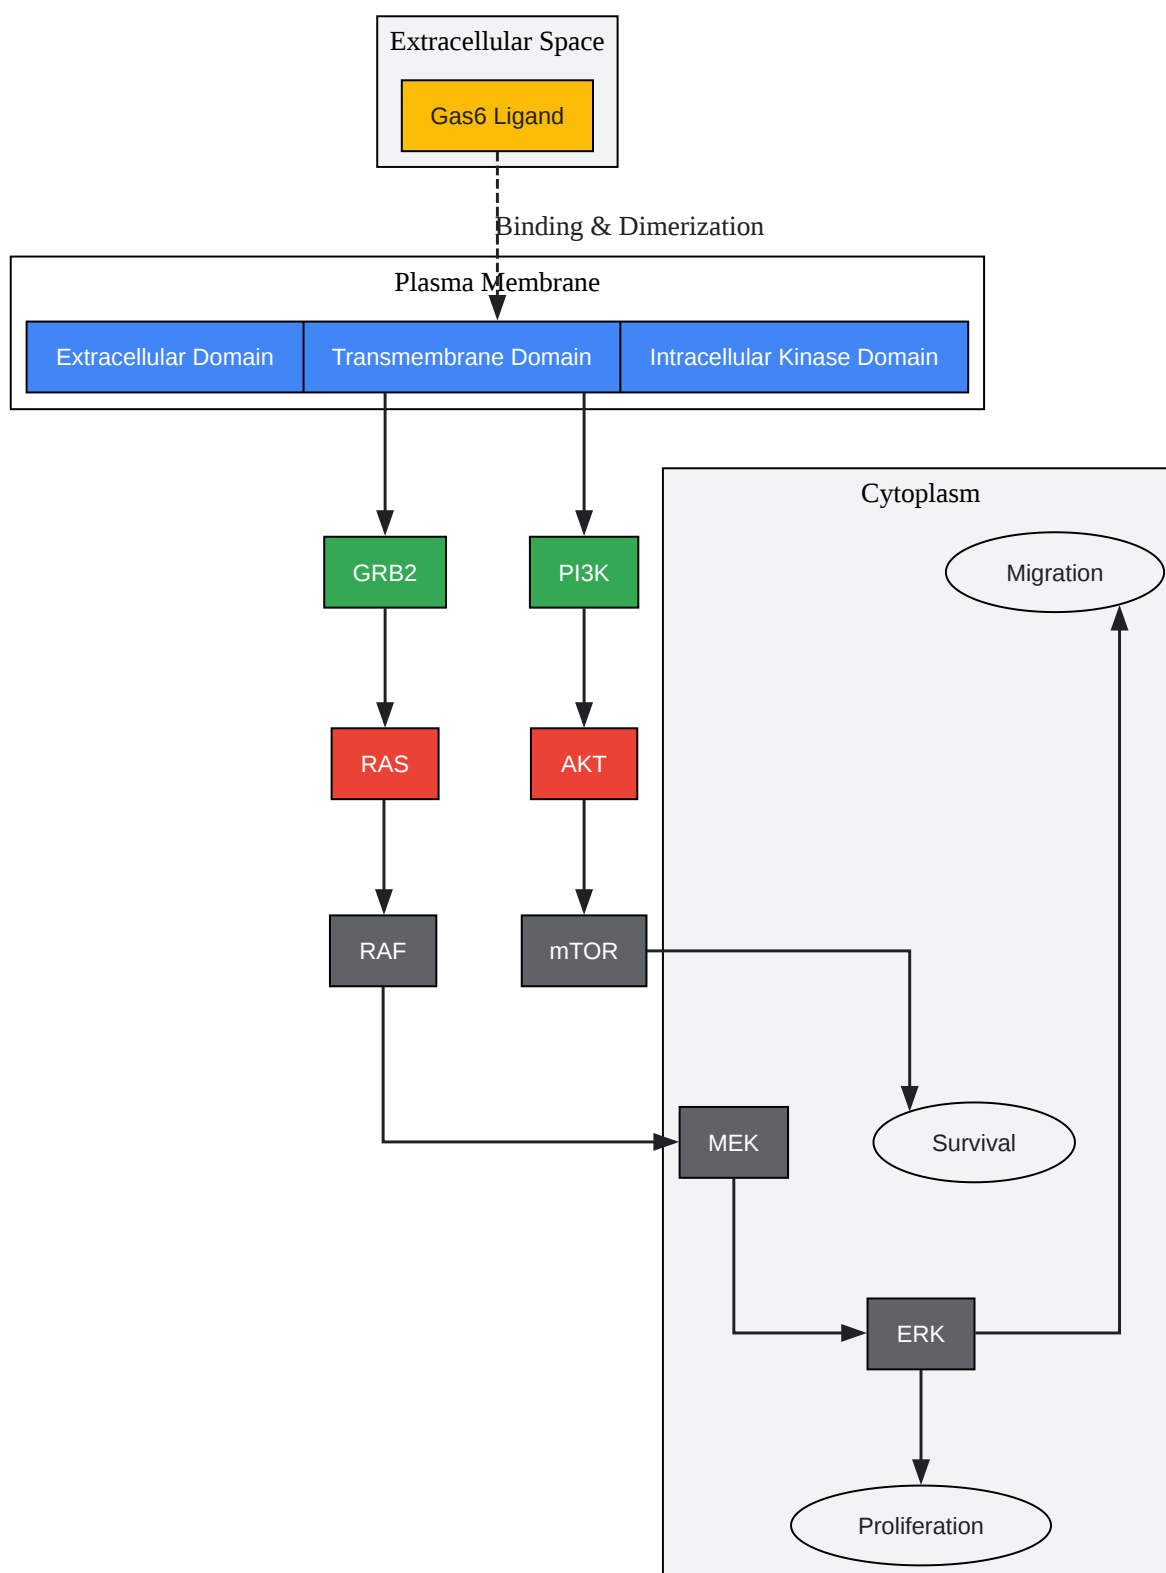 Extracellular Space
Gas6 Ligand
Binding & Dimerization
Plasma Membrane
Extracellular Domain
Transmembrane Domain
Intracellular Kinase Domain
Cytoplasm
GRB2
PI3K
Migration
RAS
AKT
RAF
mTOR
MEK
Survival
ERK
Proliferation